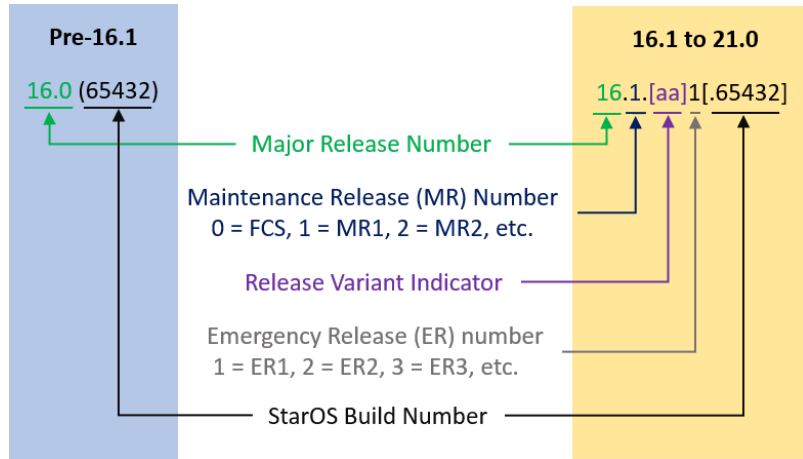 Pre-16.1
16.1 to 21.0
16.0 (65432)
16.1.[aa]1[.65432]
Major Release Number
Maintenance Release (MR) Number
0 = FCS, 1 = MR1, 2 = MR2, etc.
Release Variant Indicator
Emergency Release (ER) number
1 = ER1, 2 = ER2, 3 = ER3, etc.
StarOS Build Number